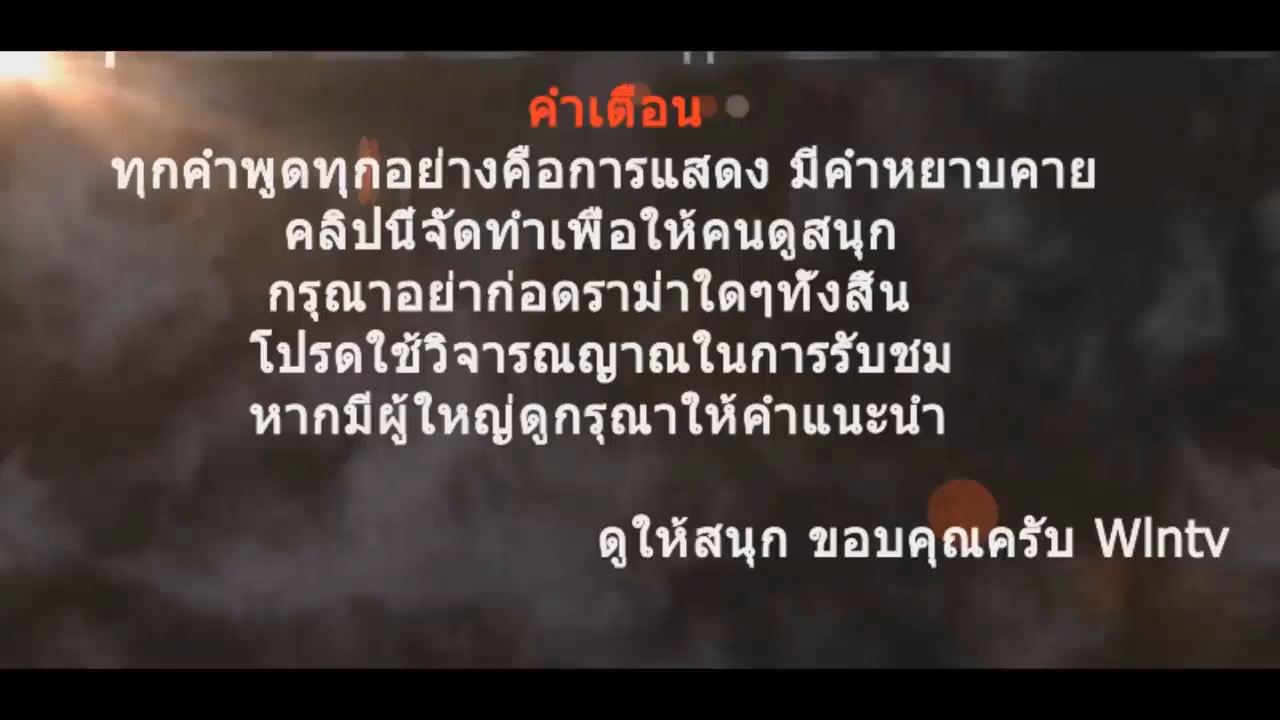 คำเตือน
ทุกคำพูดทุกอย่างคือการแสดง มีคำหยาบคาย
คลิปนี้จัดทำเพื่อให้คนดูสนุก
กรุณาอย่าก่อดราม่าใดๆทั้งสิ้น
โปรดใช้วิจารณญาณในการรับชม
หากมีผู้ใหญ่ดูกรุณาให้คำแนะนำ
ดูให้สนุก ขอบคุณครับ Wlntv